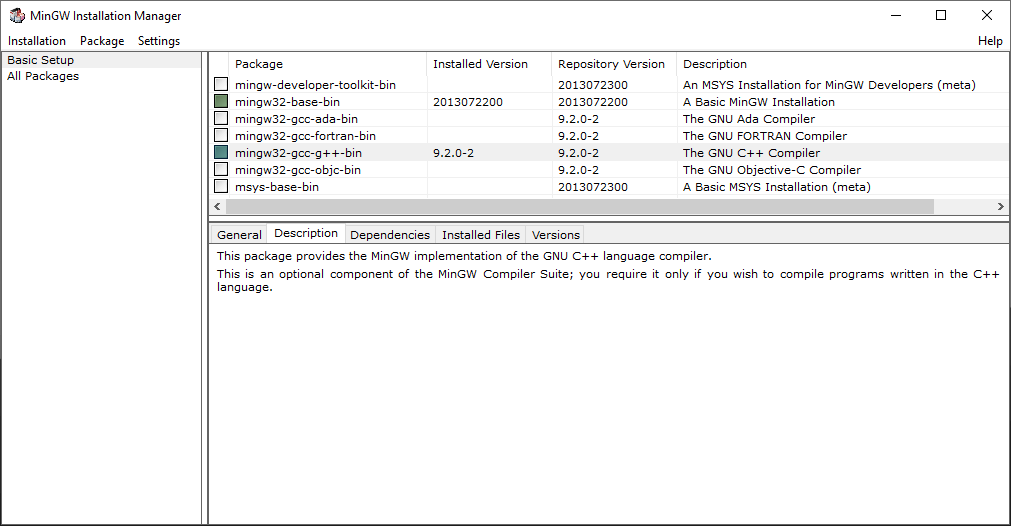 MinGW Installation Manager
Installation Package Settings Help
Basic Setup
All Packages
Package Installed Version Repository Version Description
mingw-developer-toolkit-bin 2013072300 An MSYS Installation for MinGW Developers (meta)
mingw32-base-bin 2013072200 2013072200 A Basic MinGW Installation
mingw32-gcc-ada-bin 9.2.0-2 The GNU Ada Compiler
mingw32-gcc-fortran-bin 9.2.0-2 The GNU FORTRAN Compiler
mingw32-gcc-g++-bin 9.2.0-2 9.2.0-2 The GNU C++ Compiler
mingw32-gcc-objc-bin 9.2.0-2 The GNU Objective-C Compiler
msys-base-bin 2013072300 A Basic MSYS Installation (meta)
General Description Dependencies Installed Files Versions
This package provides the MinGW implementation of the GNU C++ language compiler.
This is an optional component of the MinGW Compiler Suite; you require it only if you wish to compile programs written in the C++
language.